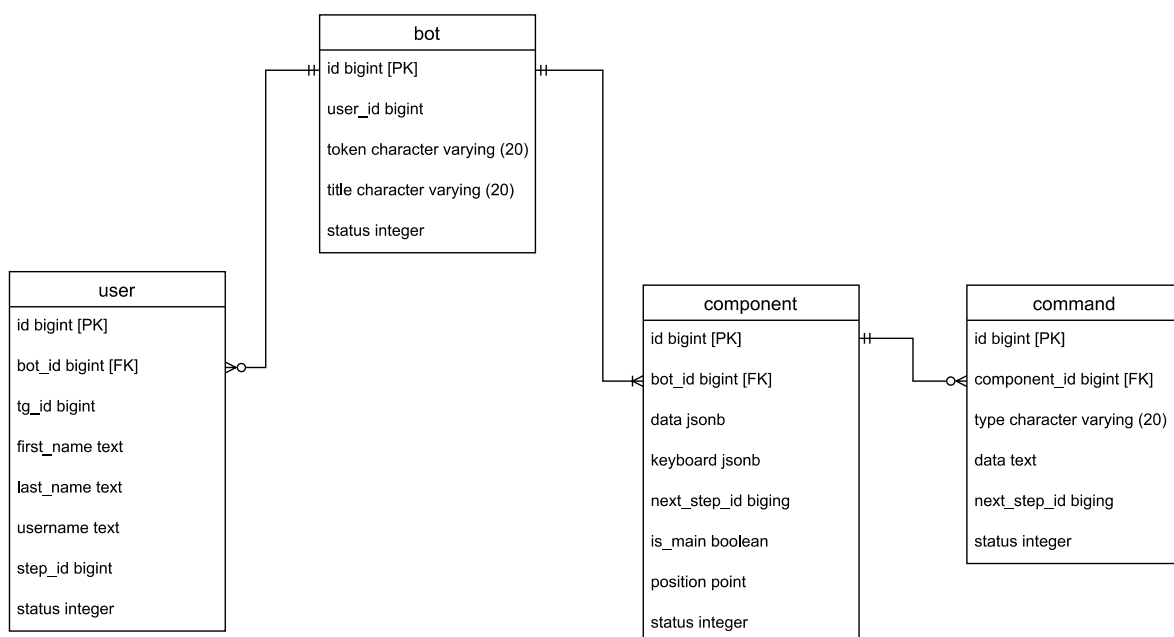 bot
id bigint [PK]
user_id bigint
token character varying (20)
title character varying (20)
status integer
user
id bigint [PK]
bot_id bigint [FK]
tg_id bigint
first_name text
last_name text
username text
step_id bigint
status integer
component
id bigint [PK]
bot_id bigint [FK]
data jsonb
keyboard jsonb
next_step_id biging
is_main boolean
position point
status integer
command
id bigint [PK]
component_id bigint [FK]
type character varying (20)
data text
next_step_id biging
status integer